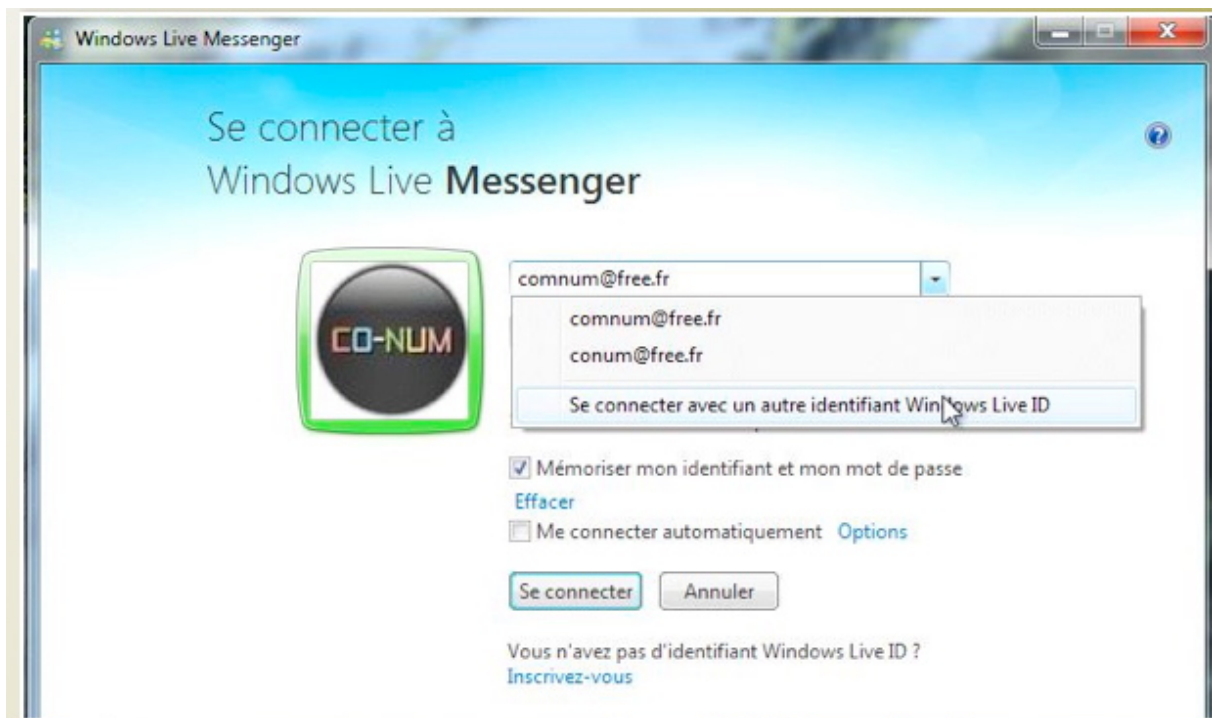 Windows Live Messenger
Se connecter à
Windows Live Messenger
CO-NUM
comnum@free.fr
comnum@free.fr
conum@free.fr
Se connecter avec un autre identifiant Windows Live ID
Mémoriser mon identifiant et mon mot de passe
Effacer
Me connecter automatiquement Options
Se connecter Annuler
Vous n'avez pas d'identifiant Windows Live ID ?
Inscrivez-vous